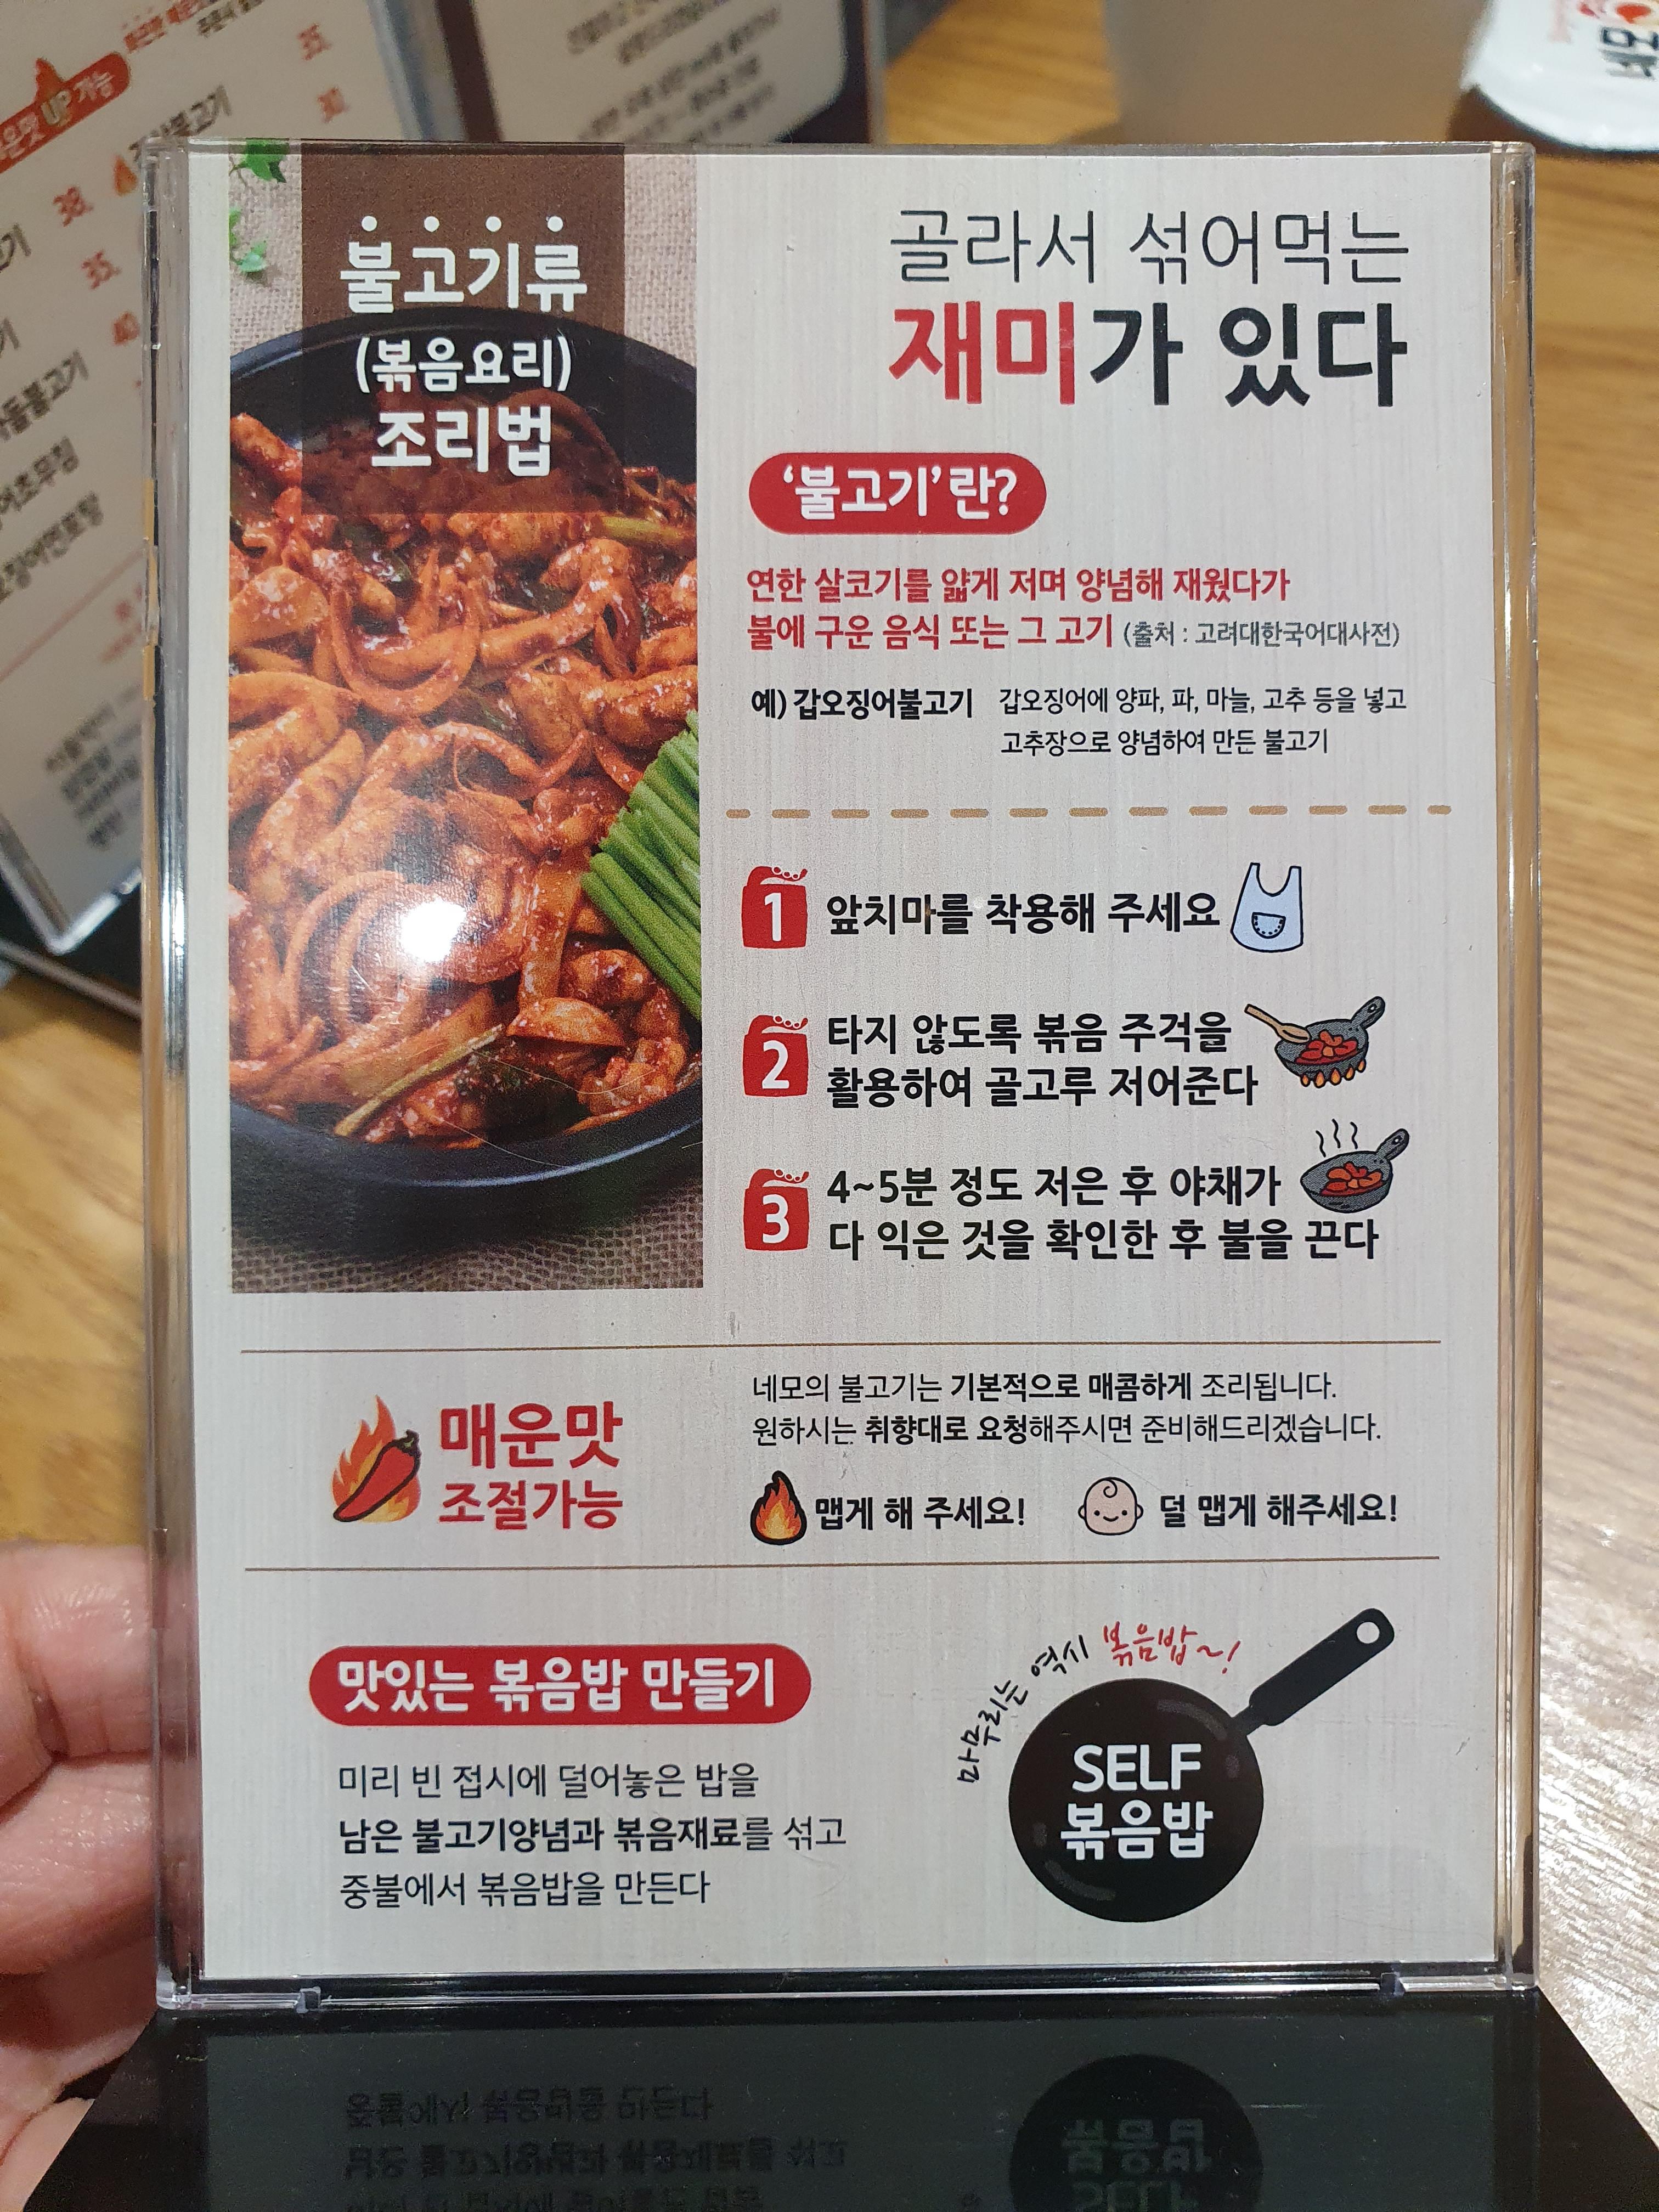 불고기류
(볶음요리)
조리법
골라서 섞어먹는
재미가 있다
‘불고기’란?
연한 살코기를 얇게 저며 양념해 재웠다가
불에 구운 음식 또는 그 고기 (출처 : 고려대한국어대사전)
예) 갑오징어불고기 갑오징어에 양파, 파, 마늘, 고추 등을 넣고
고추장으로 양념하여 만든 불고기
1 앞치마를 착용해 주세요
2 타지 않도록 볶음 주걱을
활용하여 골고루 저어준다
3 4~5분 정도 저은 후 야채가
다 익은 것을 확인한 후 불을 끈다
매운맛
조절가능
네모의 불고기는 기본적으로 매콤하게 조리됩니다.
원하시는 취향대로 요청해주시면 준비해드리겠습니다.
맵게 해 주세요! 덜 맵게 해주세요!
맛있는 볶음밥 만들기
미리 빈 접시에 덜어놓은 밥을
남은 불고기양념과 볶음재료를 섞고
중불에서 볶음밥을 만든다
마무리는 역시 볶음밥~!
SELF
볶음밥
UP 가능
38.
35.
40.
35.
30.
네모